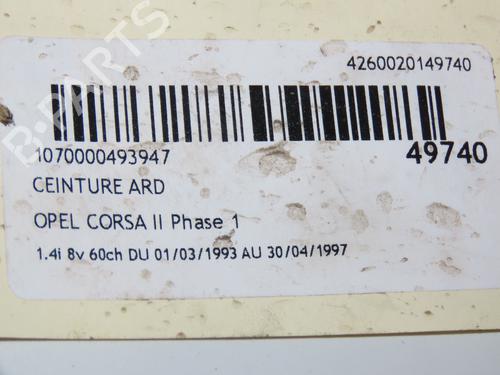 4260020149740
1070000493947 49740
CEINTURE ARD
OPEL CORSA II Phase 1
1.4i 8v 60ch DU 01/03/1993 AU 30/04/1997
B-PARTS